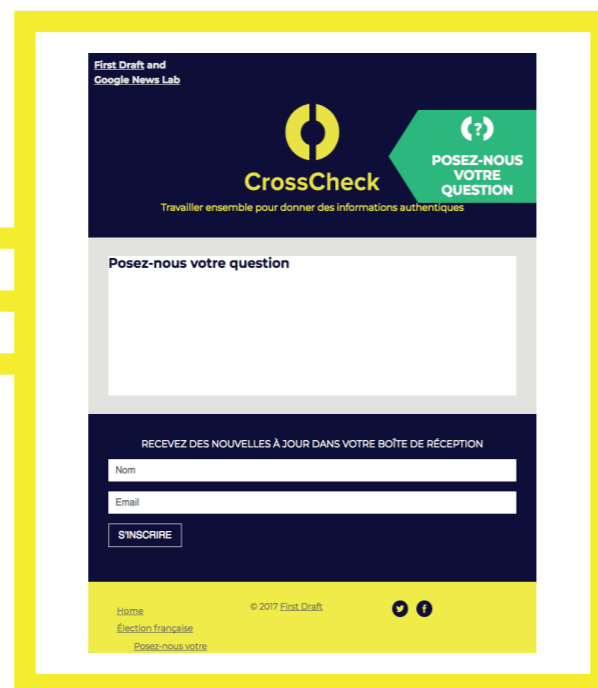 First Draft and
Google News Lab
(?)
POSEZ-NOUS
VOTRE
QUESTION
CrossCheck
Travailler ensemble pour donner des informations authentiques
Posez-nous votre question
RECEVEZ DES NOUVELLES À JOUR DANS VOTRE BOÎTE DE RÉCEPTION
Nom
Email
S'INSCRIRE
Home
© 2017 First Draft
Élection française
Posez-nous votre